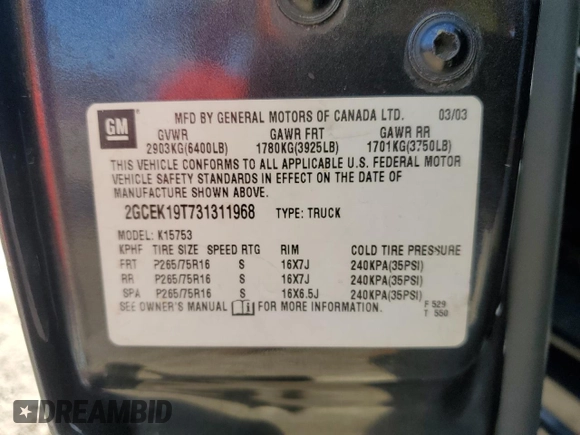 GM
MFD BY GENERAL MOTORS OF CANADA LTD. 03/03
GVWR GAWR FRT GAWR RR
2903KG(6400LB) 1780KG(3925LB) 1701KG(3750LB)
THIS VEHICLE CONFORMS TO ALL APPLICABLE U.S. FEDERAL MOTOR
VEHICLE SAFETY STANDARDS IN EFFECT ON THE DATE OF
MANUFACTURE SHOWN ABOVE.
2GCEK19T731311968 TYPE: TRUCK
MODEL: K15753
KPHF TIRE SIZE SPEED RTG RIM COLD TIRE PRESSURE
FRT P265/75R16 S 16X7J 240KPA(35PSI)
RR P265/75R16 S 16X7J 240KPA(35PSI)
SPA P265/75R16 S 16X6.5J 240KPA(35PSI)
SEE OWNER'S MANUAL FOR MORE INFORMATION. F 529
T 550
DREAMBID